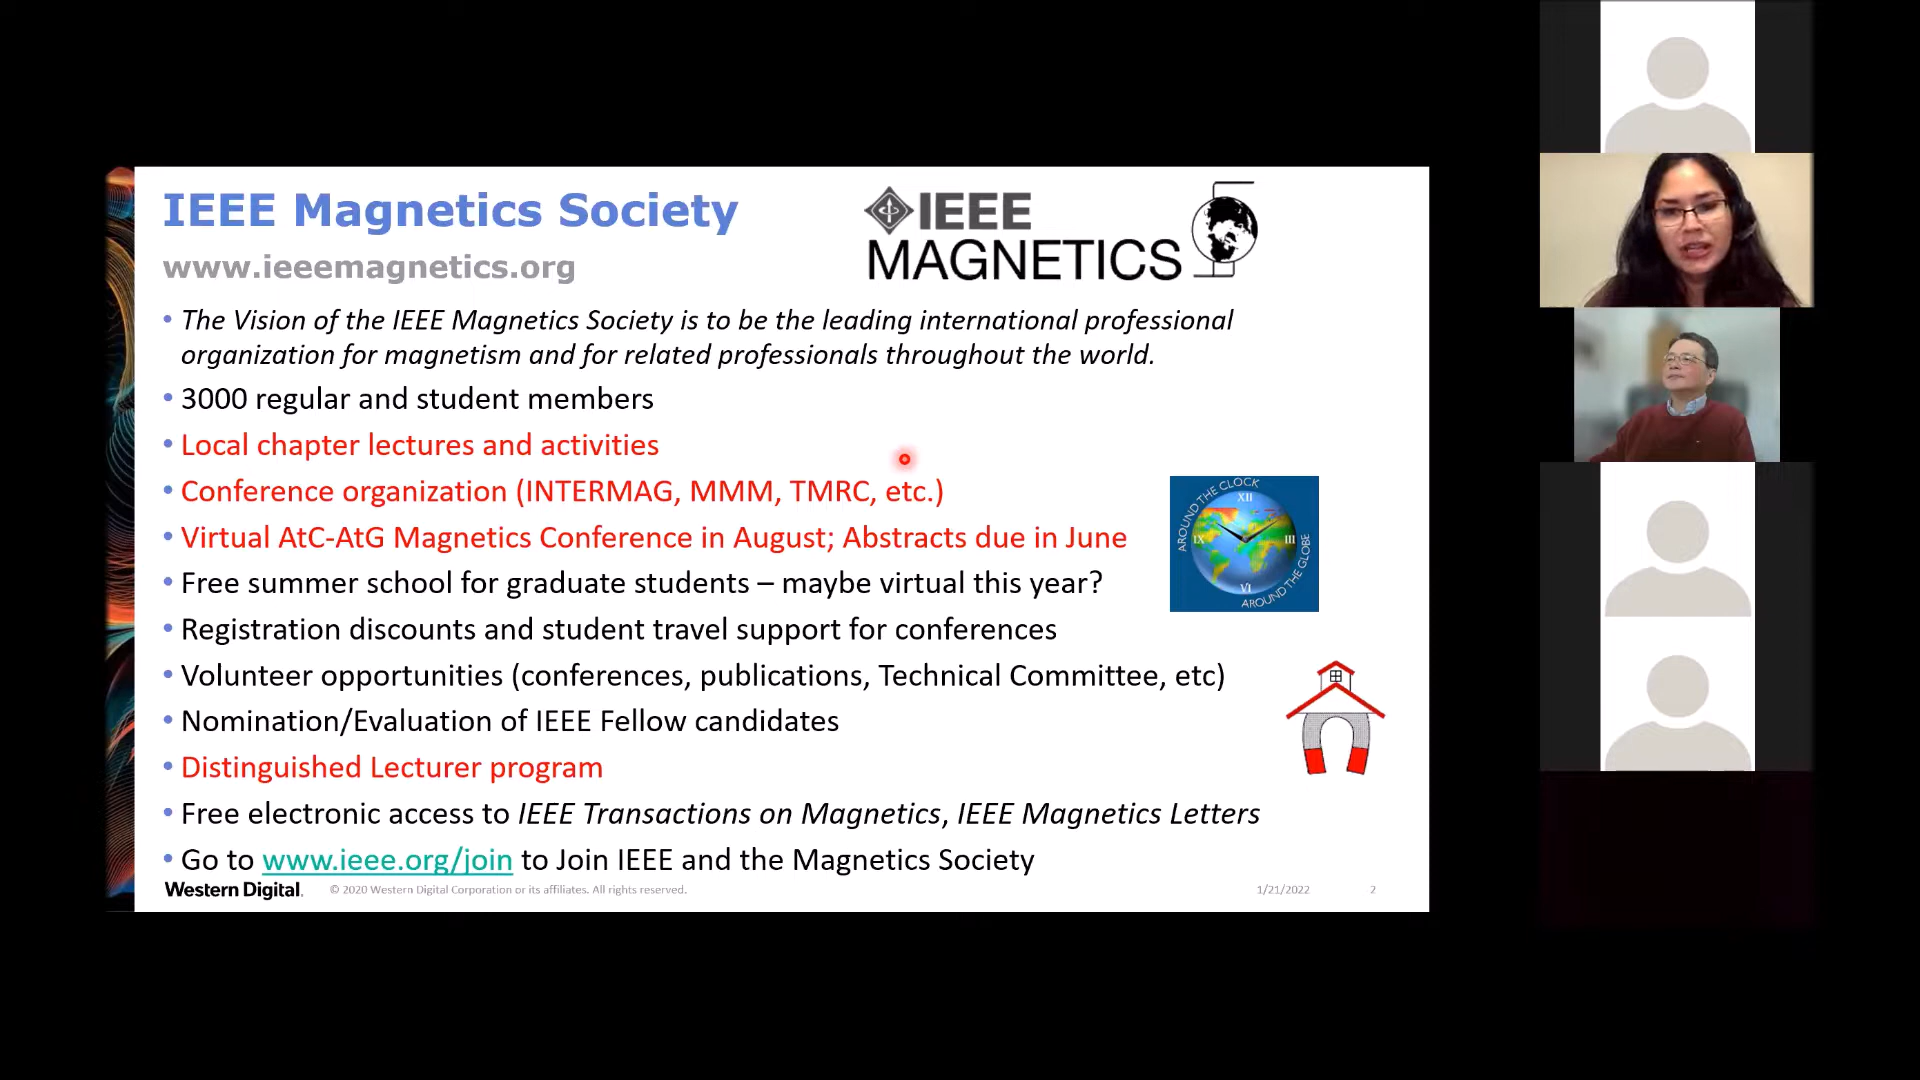 IEEE Magnetics Society
www.ieeemagnetics.org
IEEE
MAGNETICS
• The Vision of the IEEE Magnetics Society is to be the leading international professional
organization for magnetism and for related professionals throughout the world.
• 3000 regular and student members
• Local chapter lectures and activities
• Conference organization (INTERMAG, MMM, TMRC, etc.)
• Virtual AtC-AtG Magnetics Conference in August; Abstracts due in June
AROUND THE CLOCK
XII
IX
III
VI
AROUND THE GLOBE
• Free summer school for graduate students – maybe virtual this year?
• Registration discounts and student travel support for conferences
• Volunteer opportunities (conferences, publications, Technical Committee, etc)
• Nomination/Evaluation of IEEE Fellow candidates
• Distinguished Lecturer program
• Free electronic access to IEEE Transactions on Magnetics, IEEE Magnetics Letters
• Go to www.ieee.org/join to Join IEEE and the Magnetics Society
Western Digital. © 2020 Western Digital Corporation or its affiliates. All rights reserved. 1/21/2022 2